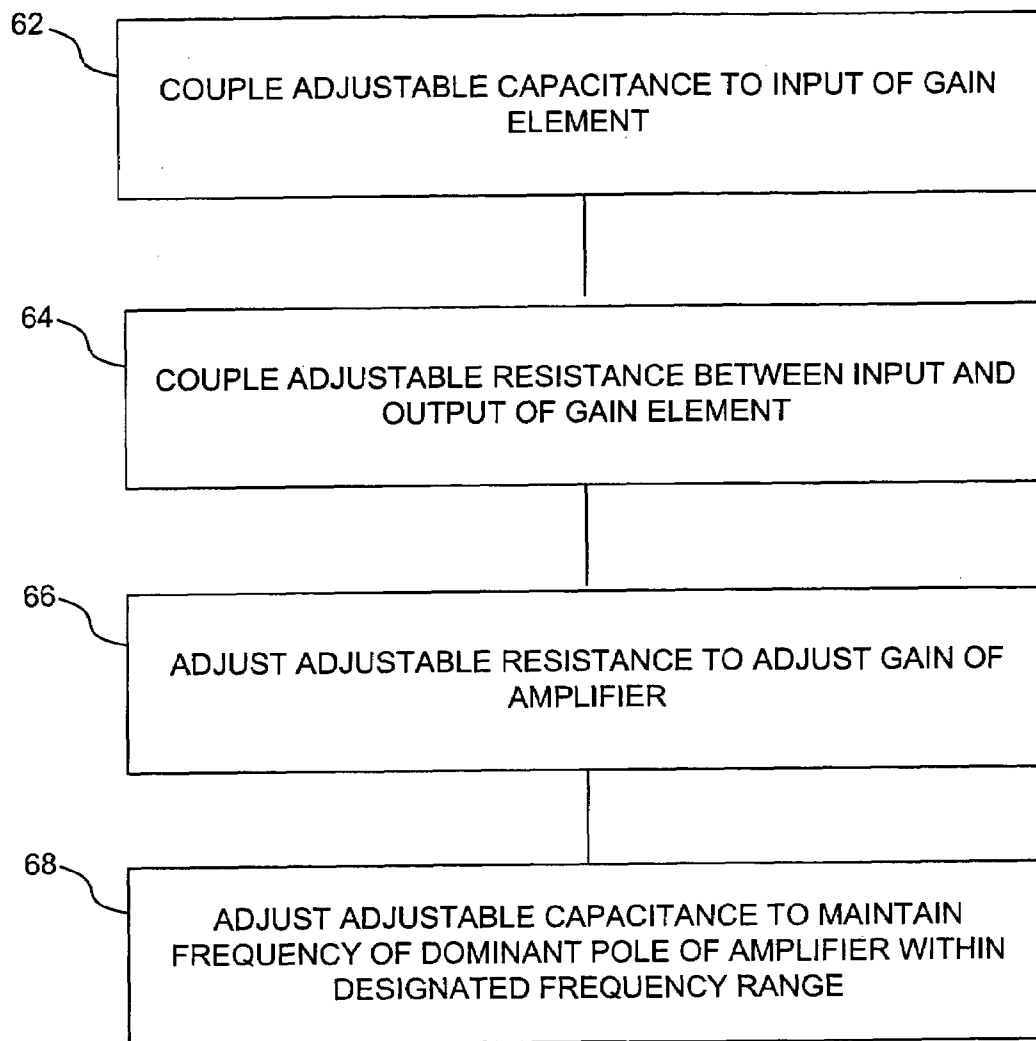 62
COUPLE ADJUSTABLE CAPACITANCE TO INPUT OF GAIN
ELEMENT
64
COUPLE ADJUSTABLE RESISTANCE BETWEEN INPUT AND
OUTPUT OF GAIN ELEMENT
66
ADJUST ADJUSTABLE RESISTANCE TO ADJUST GAIN OF
AMPLIFIER
68
ADJUST ADJUSTABLE CAPACITANCE TO MAINTAIN
FREQUENCY OF DOMINANT POLE OF AMPLIFIER WITHIN
DESIGNATED FREQUENCY RANGE